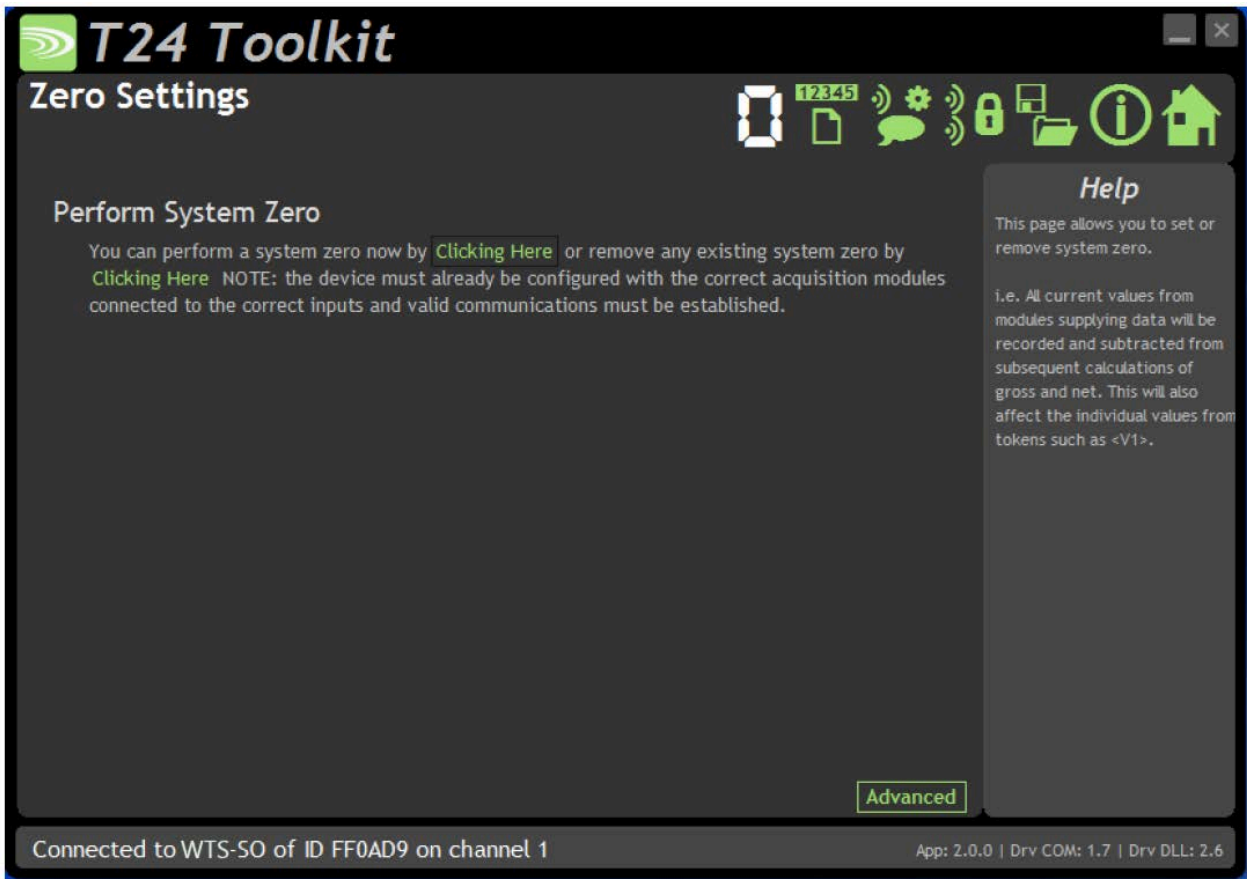 T24 Toolkit
Zero Settings
0
12345
Perform System Zero
You can perform a system zero now by Clicking Here or remove any existing system zero by
Clicking Here NOTE: the device must already be configured with the correct acquisition modules
connected to the correct inputs and valid communications must be established.
Advanced
Help
This page allows you to set or
remove system zero.
i.e. All current values from
modules supplying data will be
recorded and subtracted from
subsequent calculations of
gross and net. This will also
affect the individual values from
tokens such as <V1>.
Connected to WTS-SO of ID FF0AD9 on channel 1
App: 2.0.0 | Drv COM: 1.7 | Drv DLL: 2.6